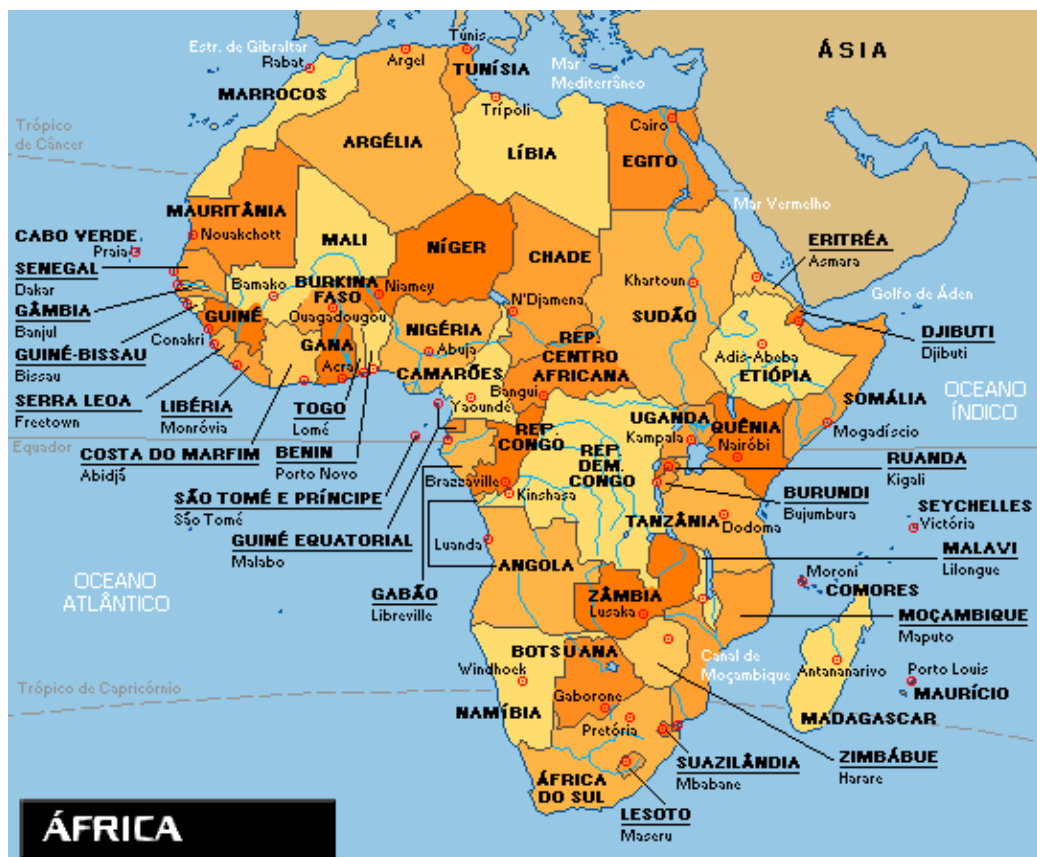 Estr. de Gibraltar
Rabat
MARROCOS
Argel
Túnis
TUNÍSIA
Mar
Mediterrâneo
ÁSIA
Trípoli
Cairo
Trópico
de Câncer
ARGÉLIA
LÍBIA
EGITO
Mar Vermelho
MAURITÂNIA
Nouakchott
CABO VERDE
Praia
MALI
NÍGER
CHADE
ERITRÉA
Asmara
SENEGAL
Dakar
Bamako
BURKINA
FASO
Niamey
Khartoun
Golfo de Áden
GÂMBIA
Banjul
GUINÉ
Ouagadougou
N'Djamena
SUDÃO
DJIBUTI
Djibuti
GUINÉ-BISSAU
Bissau
Conakri
GANA
Acra
NIGÉRIA
Abuja
REP.
CENTRO
AFRICANA
Adis-Abeba
ETIÓPIA
SERRA LEOA
Freetown
LIBÉRIA
Monróvia
TOGO
Lomé
CAMARÕES
Yaoundé
Bangui
SOMÁLIA
OCEANO
ÍNDICO
Equador
COSTA DO MARFIM
Abidjá
BENIN
Porto Novo
REP.
CONGO
REP.
DEM.
CONGO
UGANDA
Kampala
QUÊNIA
Nairóbi
Mogadíscio
RUANDA
Kigali
SÃO TOMÉ E PRÍNCIPE
São Tomé
Brazzaville
Kinshasa
BURUNDI
Bujumbura
SEYCHELLES
Victória
GUINÉ EQUATORIAL
Malabo
Luanda
TANZÂNIA
Dodoma
MALAVI
Lilongue
OCEANO
ATLÂNTICO
GABÃO
Libreville
ANGOLA
ZÂMBIA
Lusaka
Moroni
COMORES
MOÇAMBIQUE
Maputo
BOTSUANA
Windhoek
Canal de
Moçambique
Antananarivo
Porto Louis
MAURÍCIO
Trópico de Capricórnio
NAMÍBIA
Gaborone
Pretória
MADAGASCAR
SUAZILÂNDIA
Mbabane
ZIMBÁBUE
Harare
ÁFRICA
DO SUL
LESOTO
Maseru
ÁFRICA